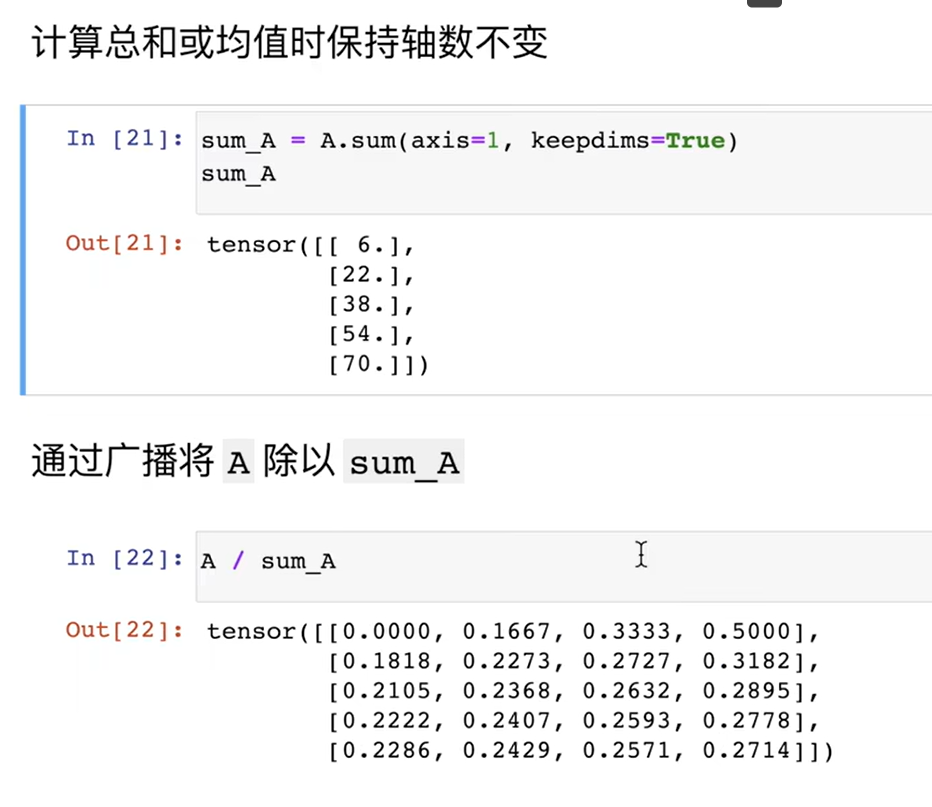 计算总和或均值时保持轴数不变
In [21]: sum_A = A.sum(axis=1, keepdims=True)
sum_A
Out[21]: tensor([[ 6.],
[22.],
[38.],
[54.],
[70.]])
通过广播将 A 除以 sum_A
In [22]: A / sum_A
Out[22]: tensor([[0.0000, 0.1667, 0.3333, 0.5000],
[0.1818, 0.2273, 0.2727, 0.3182],
[0.2105, 0.2368, 0.2632, 0.2895],
[0.2222, 0.2407, 0.2593, 0.2778],
[0.2286, 0.2429, 0.2571, 0.2714]])